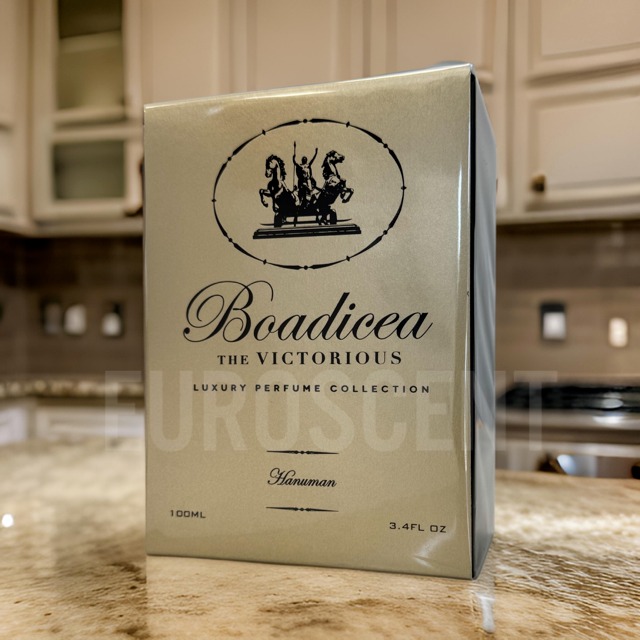 Boadicea
THE VICTORIOUS
LUXURY PERFUME COLLECTION
EUROSCENT
Hanuman
100ML
3.4FL OZ